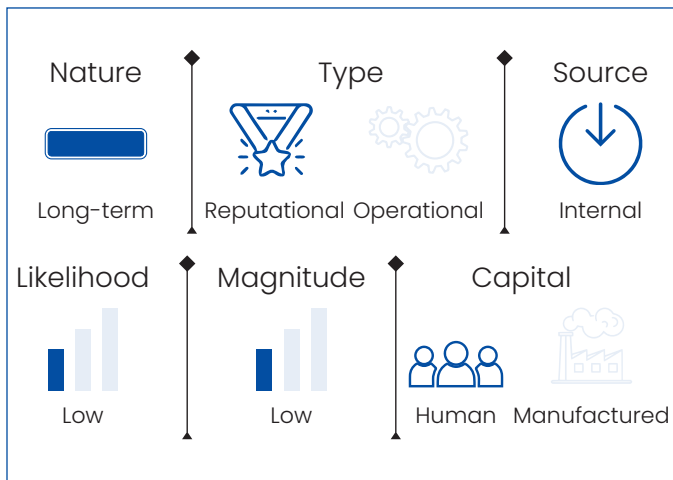 Nature Type Source
Long-term Reputational Operational Internal
Likelihood Magnitude Capital
Low Low Human Manufactured